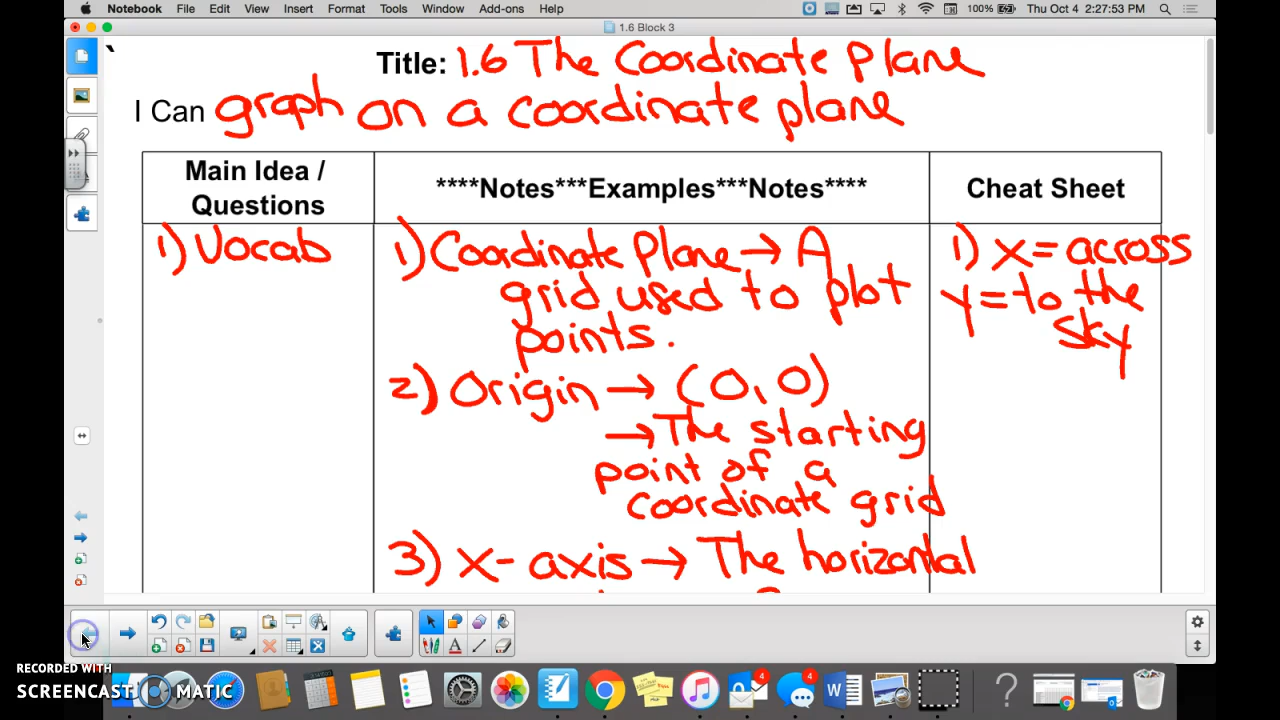 Notebook File Edit View Insert Format Tools Window Add-ons Help 100% Thu Oct 4 2:27:53 PM
1.6 Block 3
Title: 1.6 The Coordinate Plane
I Can graph on a coordinate plane
Main Idea /
Questions
****Notes***Examples***Notes****
Cheat Sheet
1) Vocab
1) Coordinate Plane → A
grid used to plot
points.
2) Origin → (0,0)
→ The starting
point of a
coordinate grid
3) x-axis → The horizontal
1) x= across
y= to the
sky
RECORDED WITH
SCREENCAST MATIC
4
4